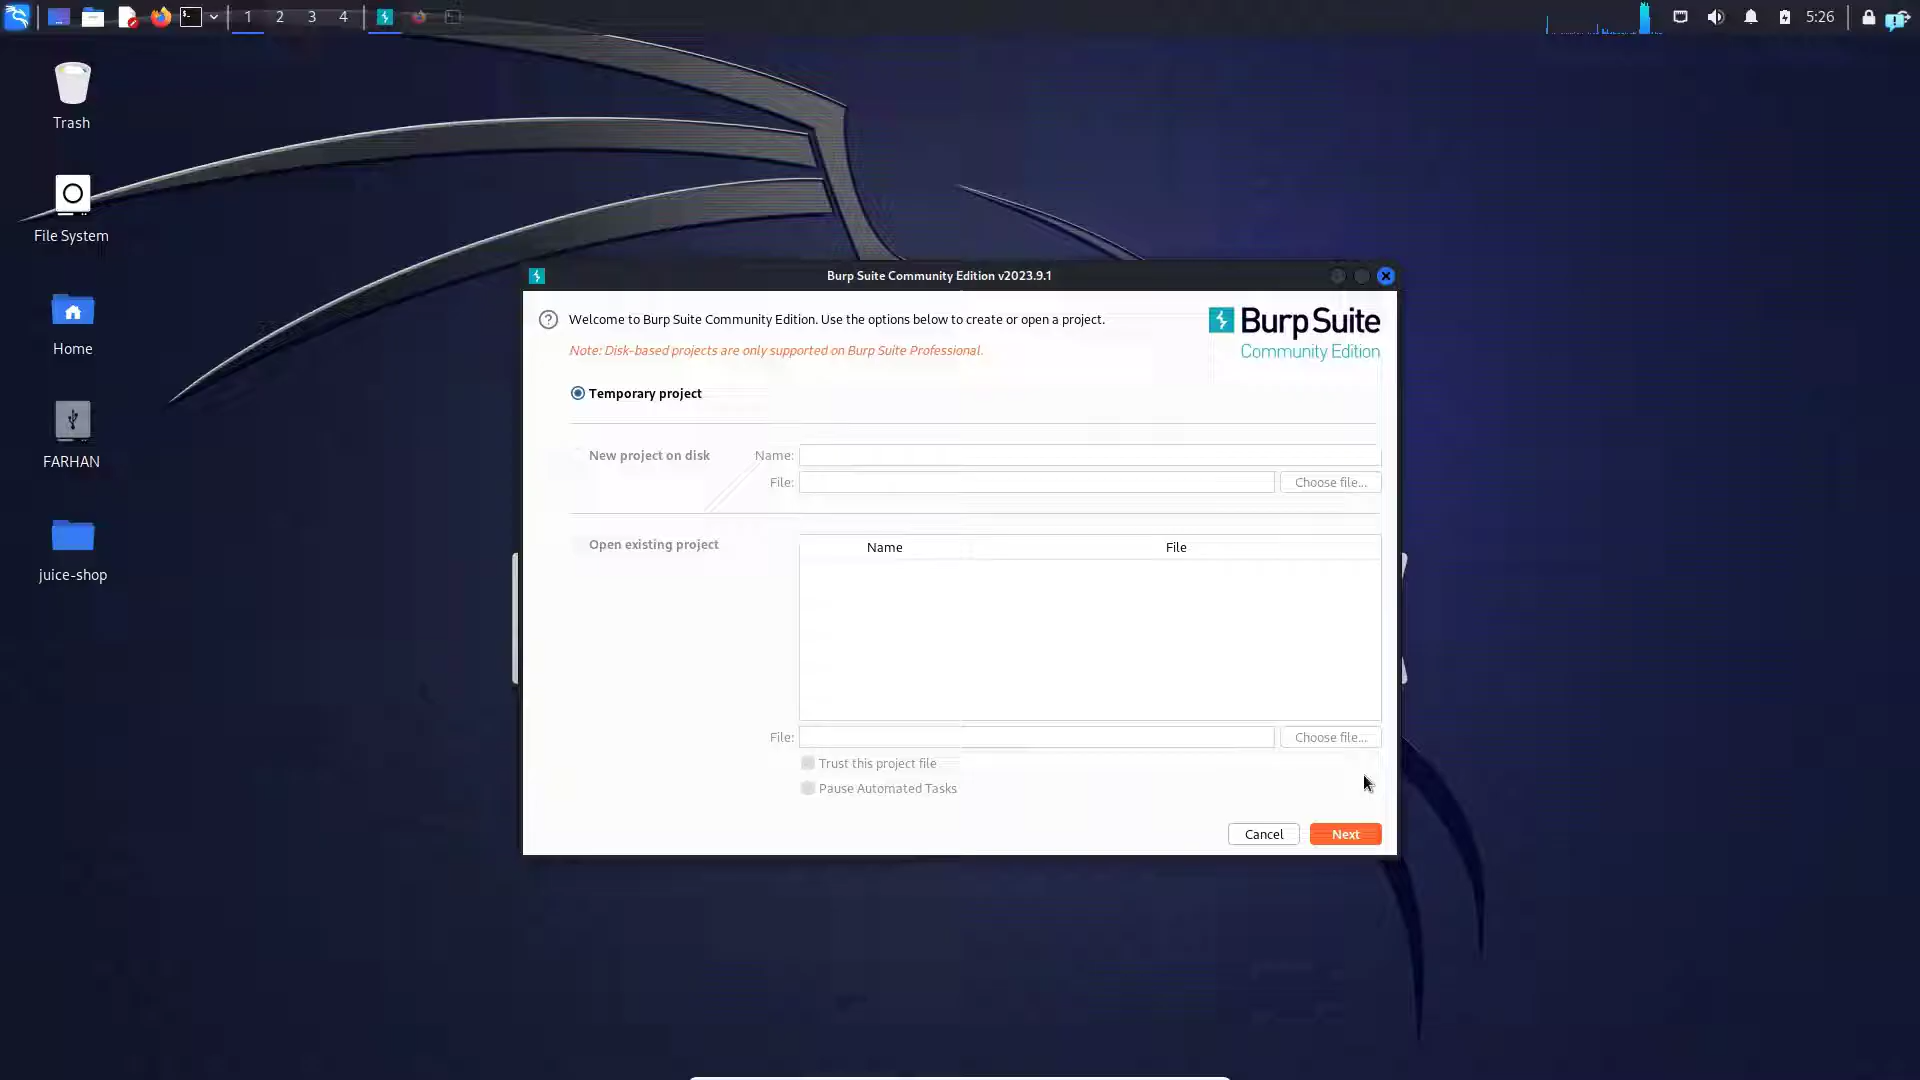 1 2 3 4
5:26
Trash
File System
Home
FARHAN
juice-shop
Burp Suite Community Edition v2023.9.1
Welcome to Burp Suite Community Edition. Use the options below to create or open a project.
Note: Disk-based projects are only supported on Burp Suite Professional.
Burp Suite
Community Edition
Temporary project
New project on disk
Name:
File:
Choose file...
Open existing project
Name File
File:
Choose file...
Trust this project file
Pause Automated Tasks
Cancel
Next